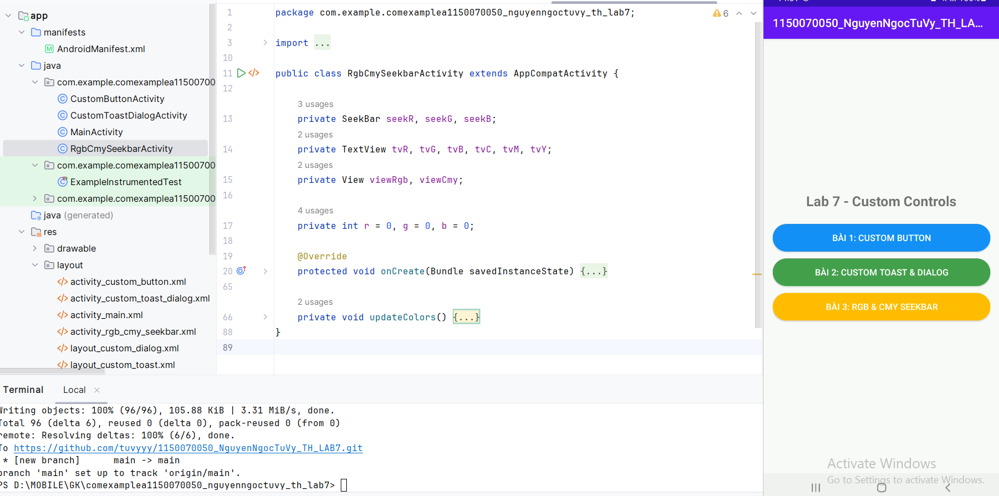 app
manifests
AndroidManifest.xml
java
com.example.comexamplea11500700
CustomButtonActivity
CustomToastDialogActivity
MainActivity
RgbCmySeekbarActivity
com.example.comexamplea11500700
ExampleInstrumentedTest
com.example.comexamplea11500700
java (generated)
res
drawable
layout
activity_custom_button.xml
activity_custom_toast_dialog.xml
activity_main.xml
activity_rgb_cmy_seekbar.xml
layout_custom_dialog.xml
layout_custom_toast.xml
1 package com.example.comexamplea1150070050_nguyenngoctuvy_th_lab7;
6
2
3 import ...
10
11 public class RgbCmySeekbarActivity extends AppCompatActivity {
12
3 usages
13 private SeekBar seekR, seekG, seekB;
2 usages
14 private TextView tvR, tvG, tvB, tvC, tvM, tvY;
2 usages
15 private View viewRgb, viewCmy;
16
4 usages
17 private int r = 0, g = 0, b = 0;
18
19 @Override
20 protected void onCreate(Bundle savedInstanceState) {...}
65
2 usages
66 private void updateColors() {...}
88 }
89
Terminal
Local
Writing objects: 100% (96/96), 105.88 KiB | 3.31 MiB/s, done.
Total 96 (delta 6), reused 0 (delta 0), pack-reused 0 (from 0)
remote: Resolving deltas: 100% (6/6), done.
To https://github.com/tuvyyy/1150070050_NguyenNgocTuVy_TH_LAB7.git
* [new branch] main -> main
branch 'main' set up to track 'origin/main'.
PS D:\MOBILE\GK\comexamplea1150070050_nguyenngoctuvy_th_lab7>
1150070050_NguyenNgocTuVy_TH_LA...
Lab 7 - Custom Controls
BÀI 1: CUSTOM BUTTON
BÀI 2: CUSTOM TOAST & DIALOG
BÀI 3: RGB & CMY SEEKBAR
Activate Windows
Go to Settings to activate Windows.